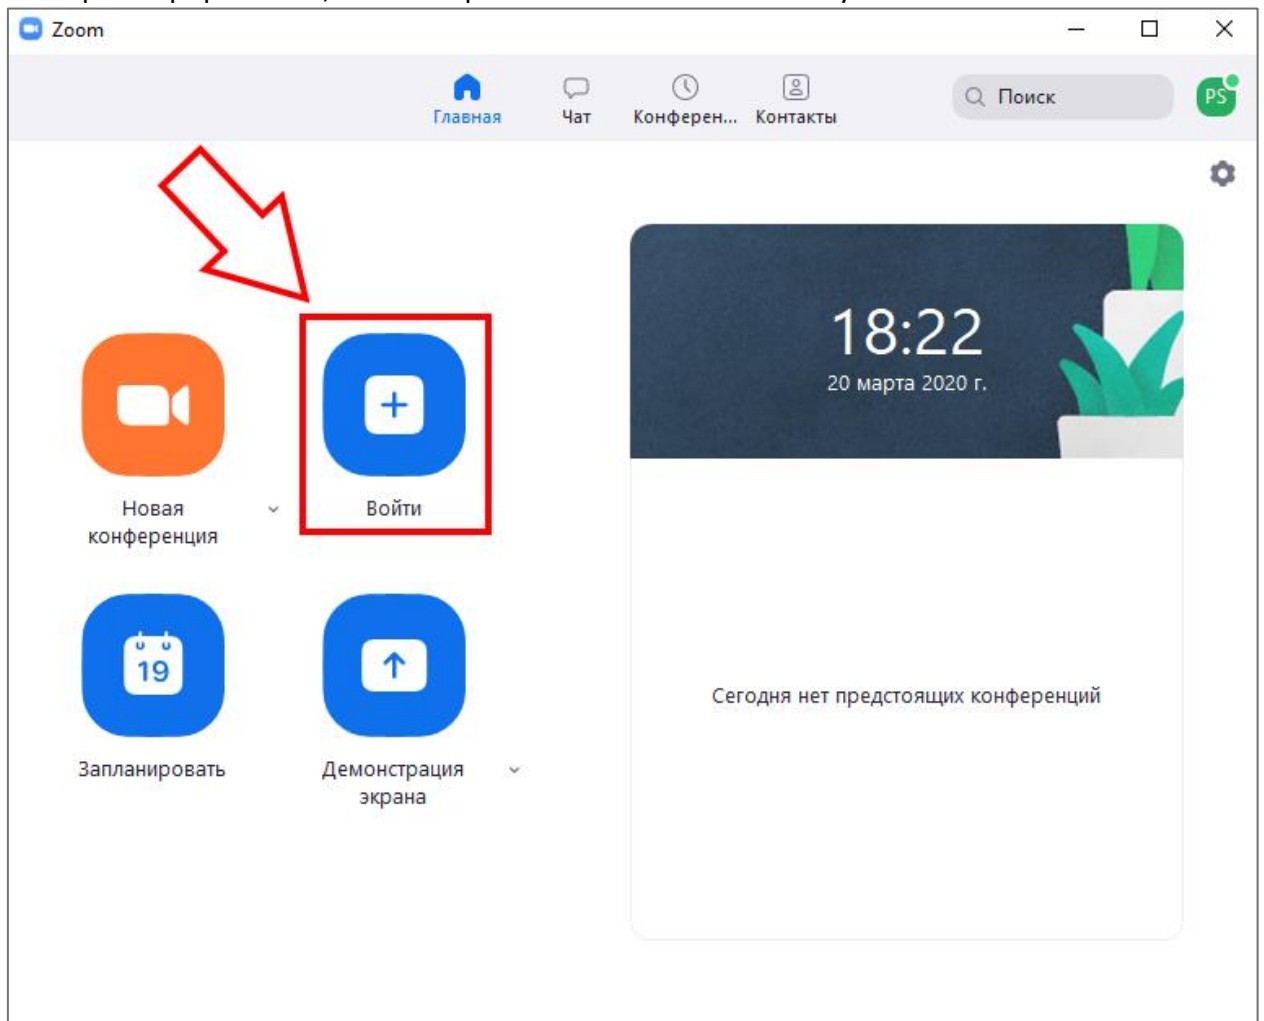 Zoom
Главная
Чат
Конферен...
Контакты
Поиск
PS
18:22
20 марта 2020 г.
Новая
конференция
Войти
19
Запланировать
Демонстрация
экрана
Сегодня нет предстоящих конференций